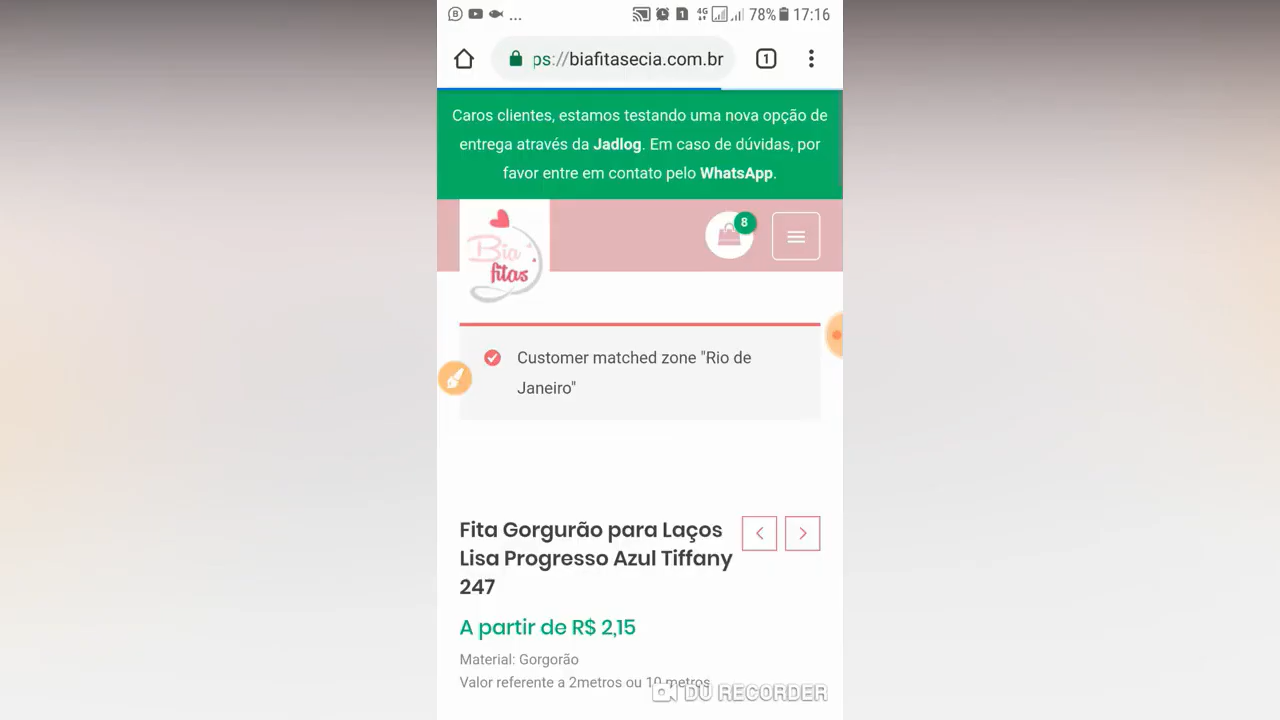 ... 4G 78% 17:16
ps://biafitasecia.com.br 1
Caros clientes, estamos testando uma nova opção de
entrega através da Jadlog. Em caso de dúvidas, por
favor entre em contato pelo WhatsApp.
8
Bia
fitas
Customer matched zone "Rio de
Janeiro"
Fita Gorgurão para Laços
Lisa Progresso Azul Tiffany
247
A partir de R$ 2,15
Material: Gorgorão
Valor referente a 2metros ou 10 metros
DU RECORDER